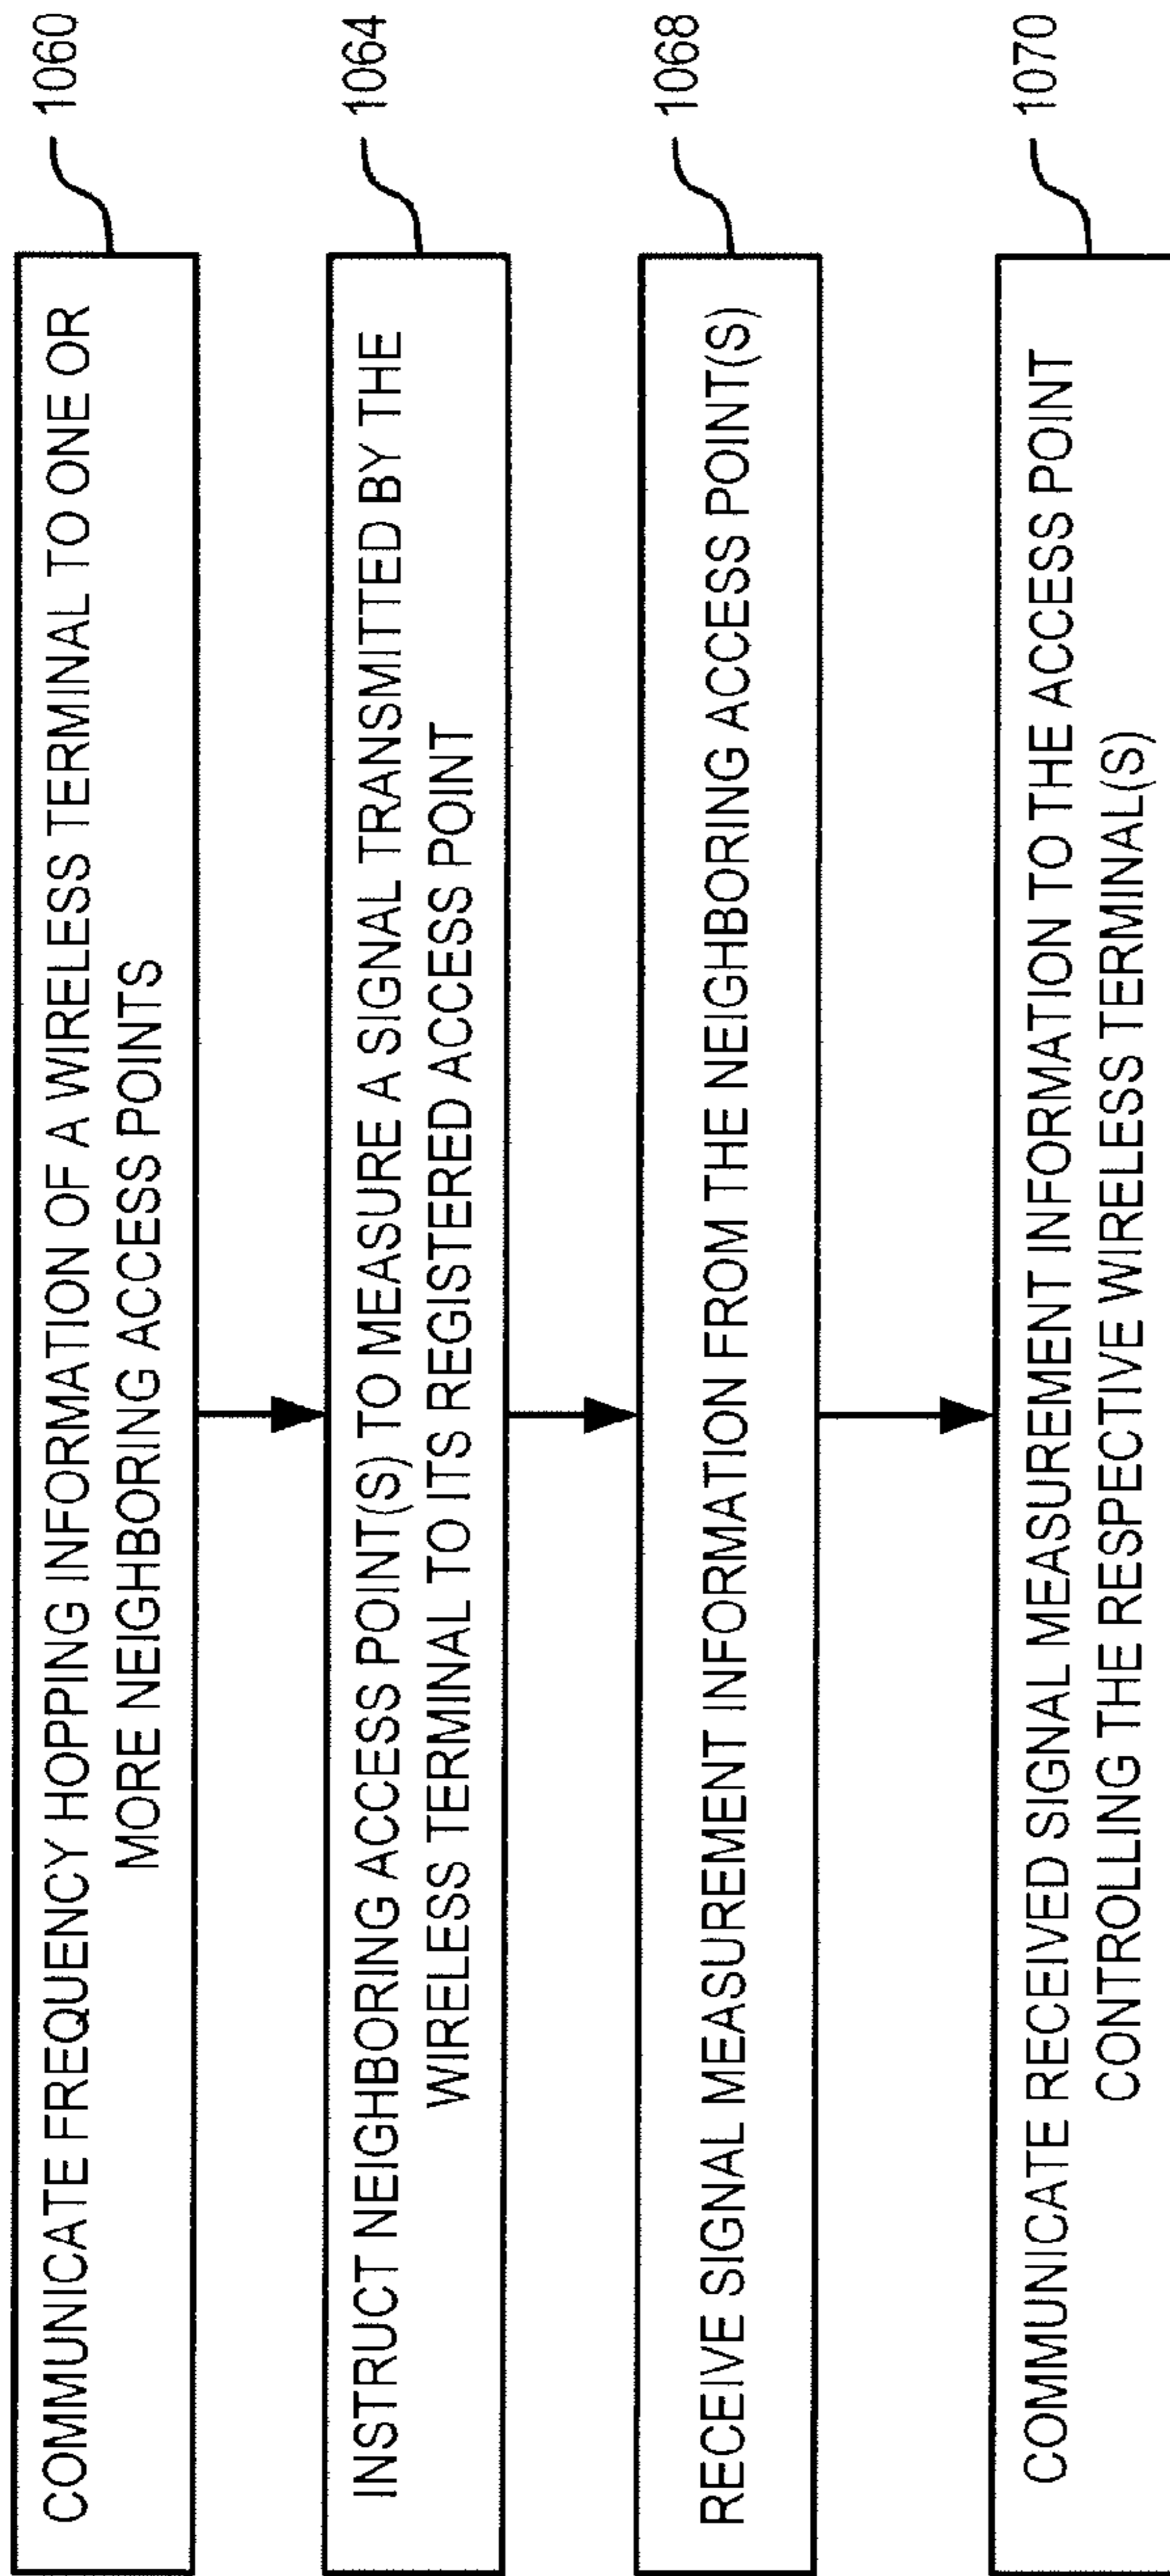 COMMUNICATE FREQUENCY HOPPING INFORMATION OF A WIRELESS TERMINAL TO ONE OR
MORE NEIGHBORING ACCESS POINTS
1060
INSTRUCT NEIGHBORING ACCESS POINT(S) TO MEASURE A SIGNAL TRANSMITTED BY THE
WIRELESS TERMINAL TO ITS REGISTERED ACCESS POINT
1064
RECEIVE SIGNAL MEASUREMENT INFORMATION FROM THE NEIGHBORING ACCESS POINT(S)
1068
COMMUNICATE RECEIVED SIGNAL MEASUREMENT INFORMATION TO THE ACCESS POINT
CONTROLLING THE RESPECTIVE WIRELESS TERMINAL(S)
1070